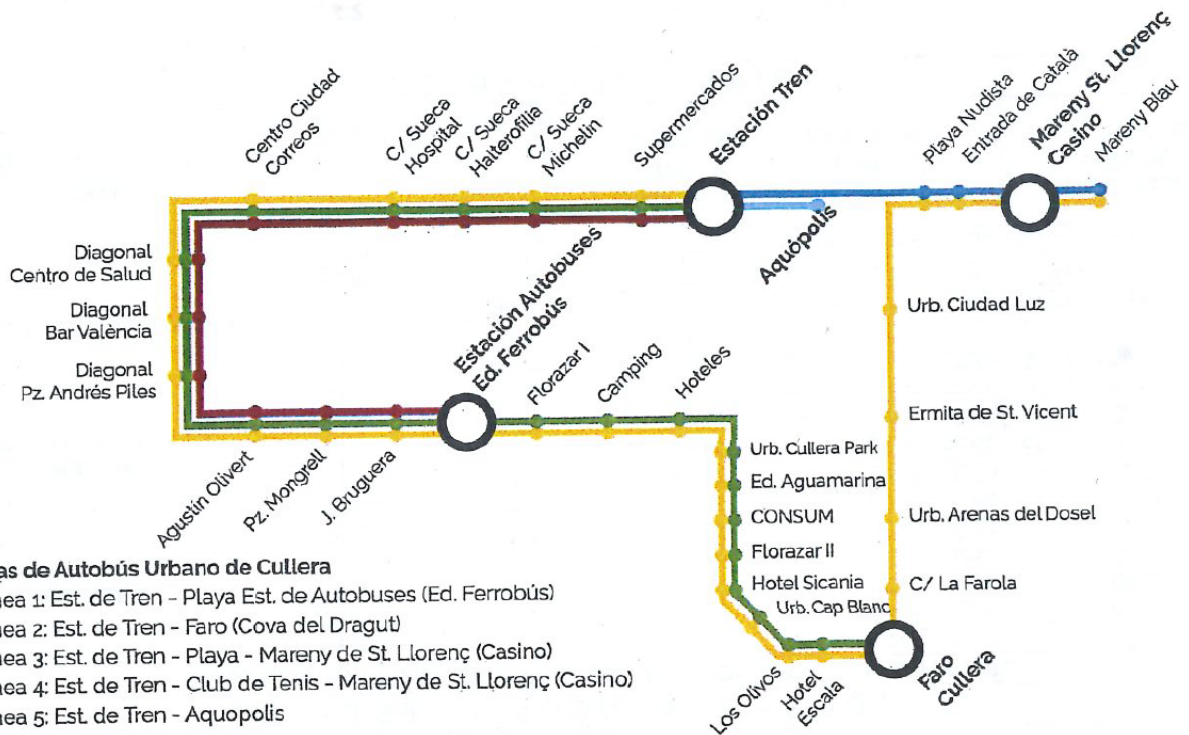 Centro Ciudad
Correos
C/ Sueca
Hospital
C/ Sueca
Halterofilia
C/ Sueca
Michelin
Supermercados
Estación Tren
Aquópolis
Playa Nudista
Entrada de Català
Mareny St. Llorenç
Casino
Mareny Blau
Diagonal
Centro de Salud
Diagonal
Bar València
Diagonal
Pz. Andrés Piles
Agustín Olivert
Pz. Mongrell
J. Bruguera
Estación Autobuses
Ed. Ferrobús
Florazar I
Camping
Hoteles
Urb. Cullera Park
Ed. Aguamarina
CONSUM
Florazar II
Hotel Sicania
Urb. Cap Blanc
Los Olivos
Hotel
Escala
Faro
Cullera
Urb. Ciudad Luz
Ermita de St. Vicent
Urb. Arenas del Dosel
C/ La Farola
as de Autobús Urbano de Cullera
ea 1: Est. de Tren - Playa Est. de Autobuses (Ed. Ferrobús)
ea 2: Est. de Tren - Faro (Cova del Dragut)
ea 3: Est. de Tren - Playa - Mareny de St. Llorenç (Casino)
ea 4: Est. de Tren - Club de Tenis - Mareny de St. Llorenç (Casino)
ea 5: Est. de Tren - Aquopolis